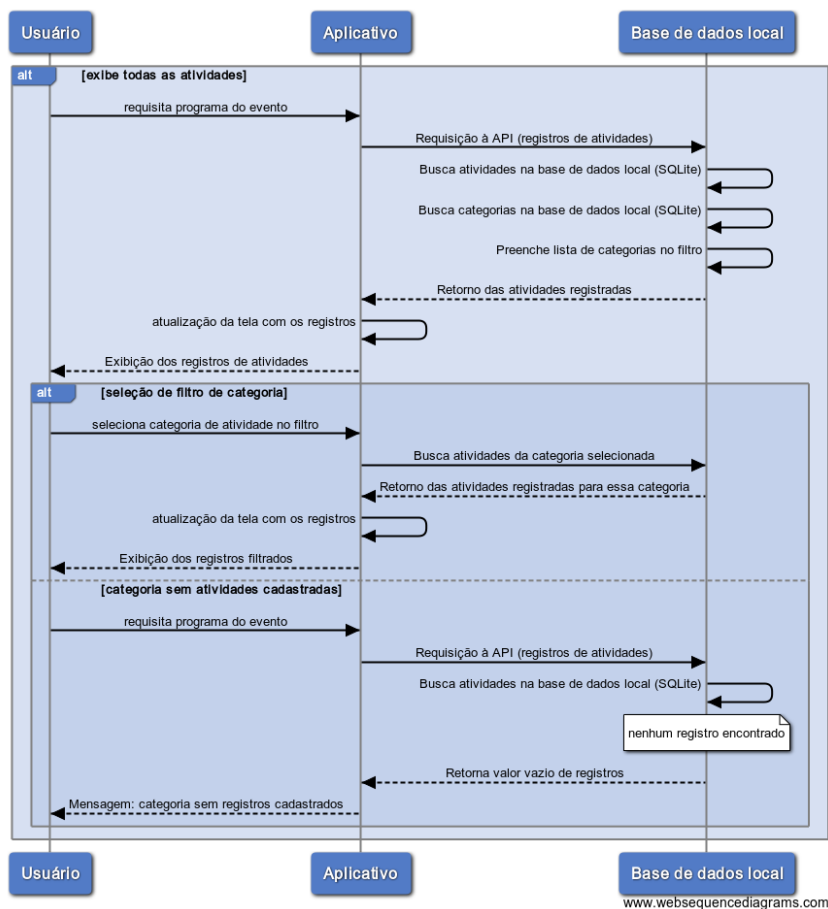 Usuário
Aplicativo
Base de dados local
alt
[exibe todas as atividades]
requisita programa do evento
Requisição à API (registros de atividades)
Busca atividades na base de dados local (SQLite)
Busca categorias na base de dados local (SQLite)
Preenche lista de categorias no filtro
Retorno das atividades registradas
atualização da tela com os registros
Exibição dos registros de atividades
alt
[seleção de filtro de categoria]
seleciona categoria de atividade no filtro
Busca atividades da categoria selecionada
Retorno das atividades registradas para essa categoria
atualização da tela com os registros
Exibição dos registros filtrados
[categoria sem atividades cadastradas]
requisita programa do evento
Requisição à API (registros de atividades)
Busca atividades na base de dados local (SQLite)
nenhum registro encontrado
Retorna valor vazio de registros
Mensagem: categoria sem registros cadastrados
Usuário
Aplicativo
Base de dados local
www.websequencediagrams.com